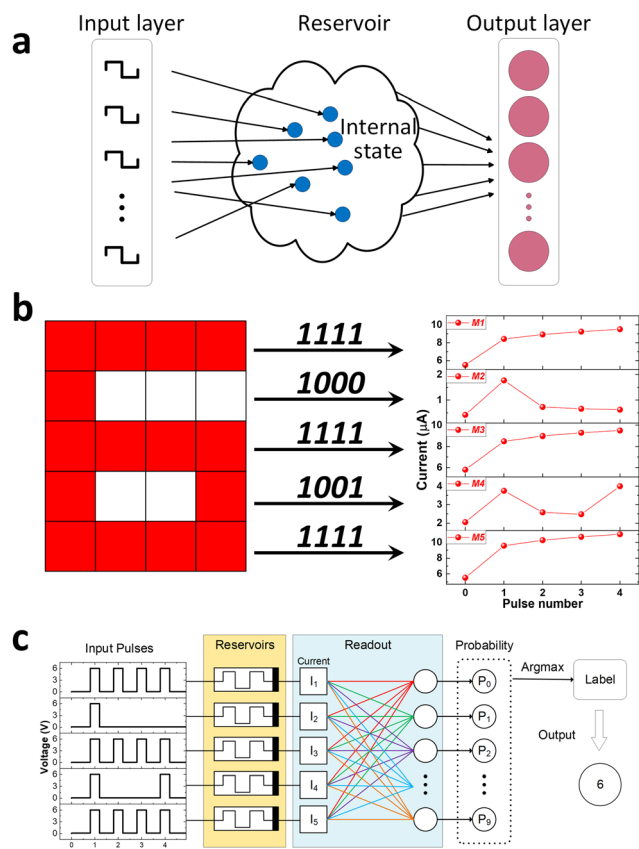 a
Input layer
Reservoir
Output layer
Internal
state
b
1111
1000
1111
1001
1111
Current (μA)
10
8
6
M1
2
1
M2
10
8
6
M3
4
2
M4
10
8
6
M5
0 1 2 3 4
Pulse number
c
Input Pulses
Reservoirs
Readout
Probability
Current
Voltage (V)
6
3
0
6
3
0
6
3
0
6
3
0
6
3
0
0 1 2 3 4
I1
I2
I3
I4
I5
P0
P1
P2
P9
Argmax
Label
Output
6